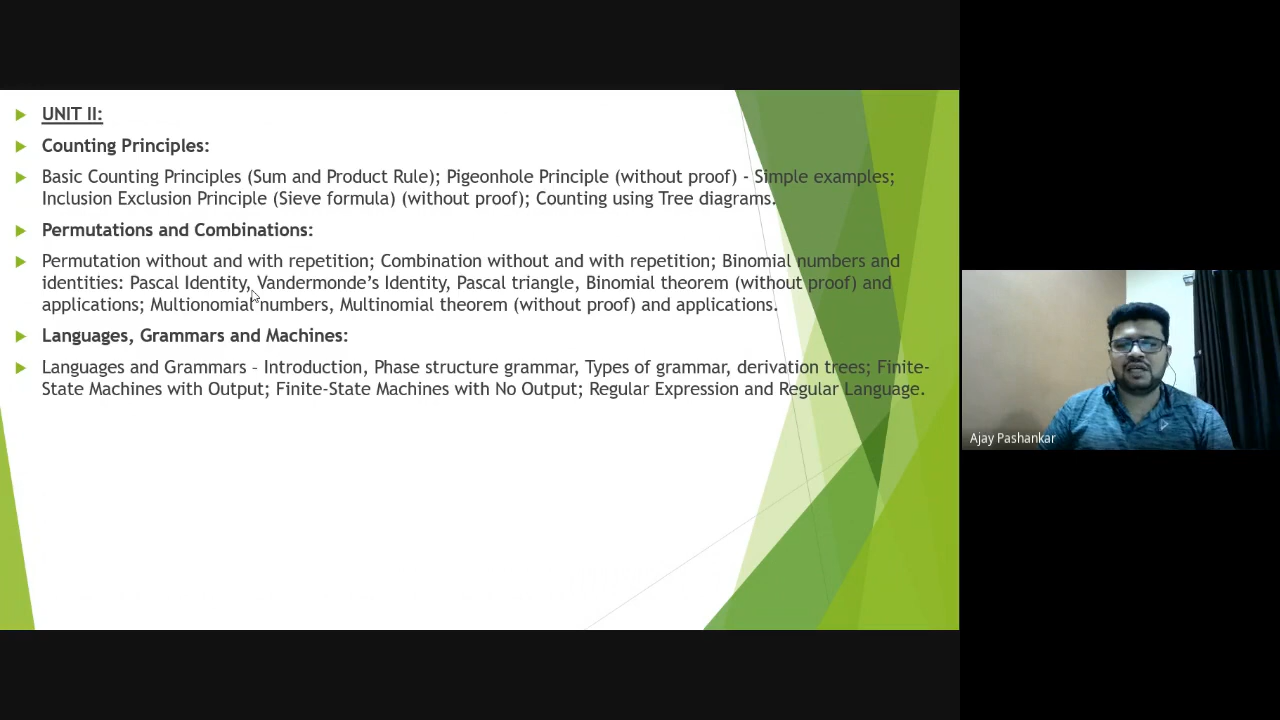 UNIT II:
Counting Principles:
Basic Counting Principles (Sum and Product Rule); Pigeonhole Principle (without proof) - Simple examples;
Inclusion Exclusion Principle (Sieve formula) (without proof); Counting using Tree diagrams.
Permutations and Combinations:
Permutation without and with repetition; Combination without and with repetition; Binomial numbers and
identities: Pascal Identity, Vandermonde’s Identity, Pascal triangle, Binomial theorem (without proof) and
applications; Multionomial numbers, Multinomial theorem (without proof) and applications.
Languages, Grammars and Machines:
Languages and Grammars – Introduction, Phase structure grammar, Types of grammar, derivation trees; Finite-
State Machines with Output; Finite-State Machines with No Output; Regular Expression and Regular Language.
Ajay Pashankar